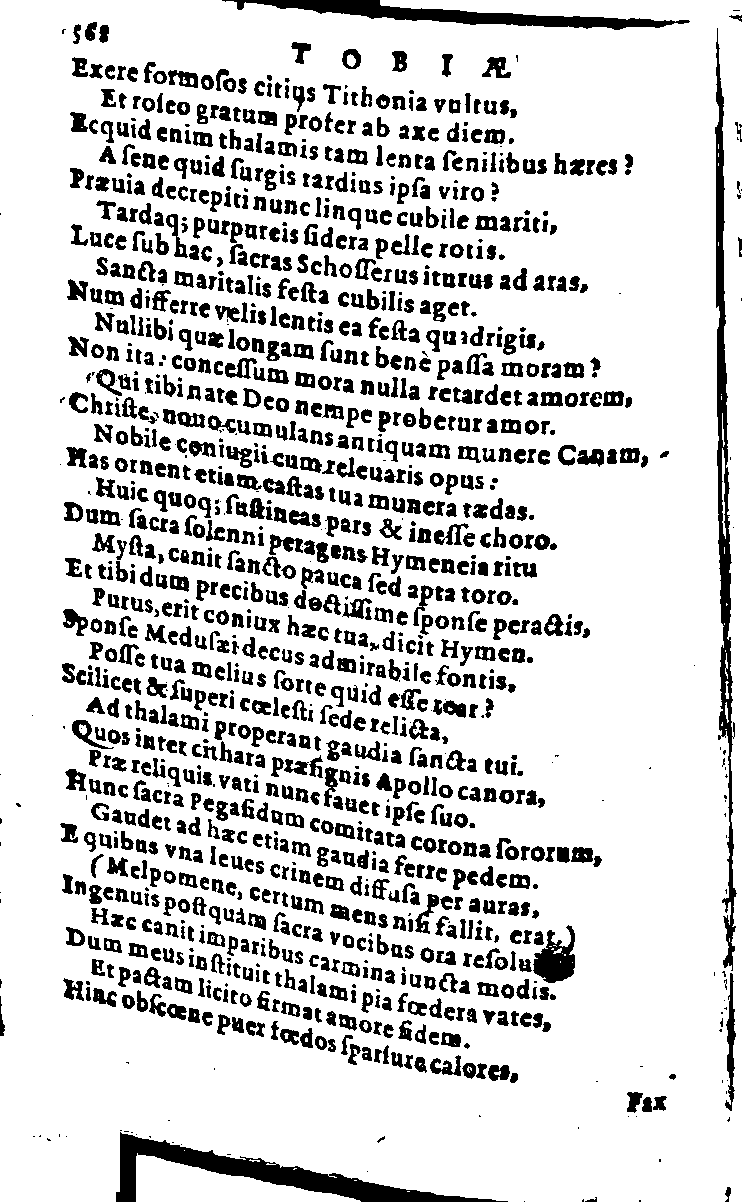 568
TOBIÆ
Exere formoſos citius Tithonia vultus,
Et roſeo gratum profer ab axe diem.
Ecquid enim thalamis tam lenta ſenilibus hæres?
A ſene quid ſurgis tardius ipſa viro?
Præuia decrepiti nunc linque cubile mariti,
Tardaq; purpureis ſidera pelle rotis.
Luce ſub hac, ſacras Schoſſerus iturus ad aras,
Sancta maritalis feſta cubilis aget.
Num differre velis lentis ea feſta quadrigis,
Nullibi quæ longam ſunt benè paſſa moram?
Non ita: conceſſum mora nulla retardet amorem,
Qui tibi nate Deo nempe probetur amor.
Chriſte, nouo cumulans antiquam munere Canam,
Nobile coniugii cum releuaris opus:
Has ornent etiam caſtas tua munera tædas.
Huic quoq; ſuſtineas pars & ineſſe choro.
Dum ſacra ſolenni peragens Hymeneia ritu
Myſta, canit ſancto pauca ſed apta toro.
Et tibi dum precibus doctiſſime ſponſe peractis,
Purus, erit coniux hæc tua, dicit Hymen.
Sponſe Meduſæi decus admirabile fontis,
Poſſe tua melius ſorte quid eſſe rear?
Scilicet & ſuperi cœleſti ſede relicta,
Ad thalami properant gaudia ſancta tui.
Quos inter cithara præſignis Apollo canora,
Præ reliquis vati nunc fauet ipſe ſuo.
Hunc ſacra Pegaſidum comitata corona ſororum,
Gaudet ad hæc etiam gaudia ferre pedem.
E quibus vna leues crinem diffuſa per auras,
(Melpomene, certum mens niſi fallit, erat)
Ingenuis poſtquàm ſacra vocibus ora reſolu
Hæc canit imparibus carmina iuncta modis.
Dum meus inſtituit thalami pia fœdera vates,
Et pactam licito firmat amore fidem.
Hinc obſcœne puer fœdos ſparſure calores,
Fax